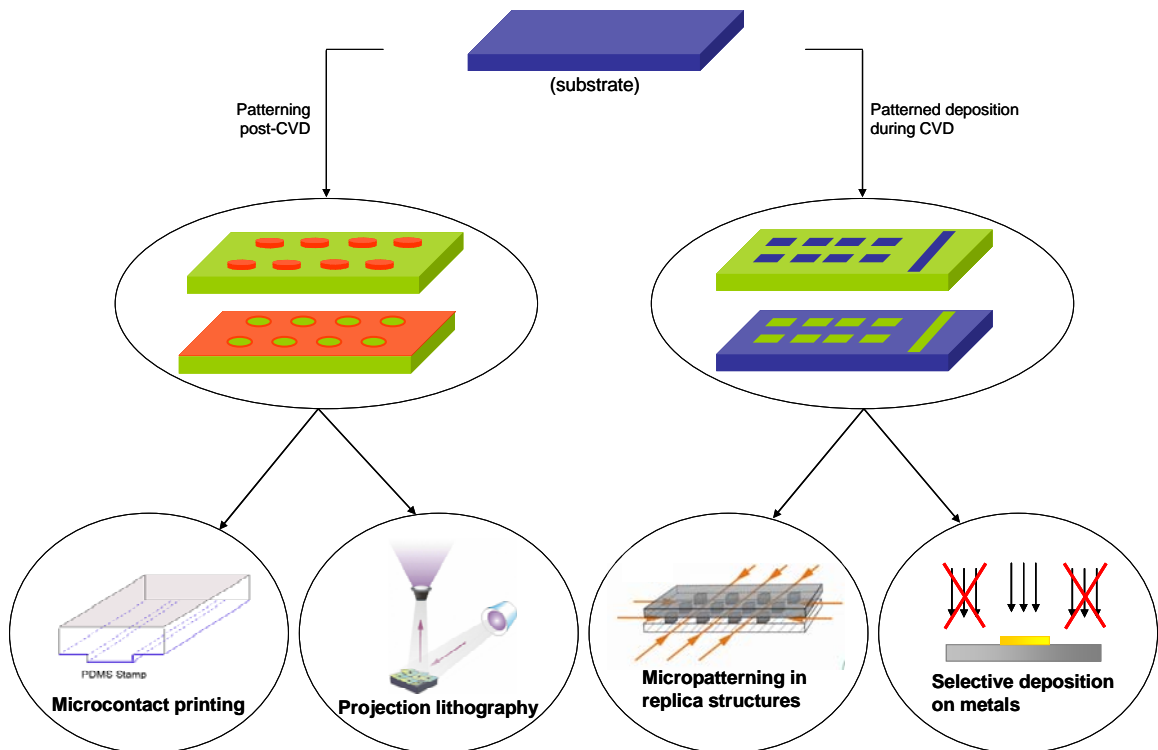 (substrate)
Patterning
post-CVD
Patterned deposition
during CVD
PDMS Stamp
Microcontact printing
Projection lithography
Micropatterning in
replica structures
Selective deposition
on metals